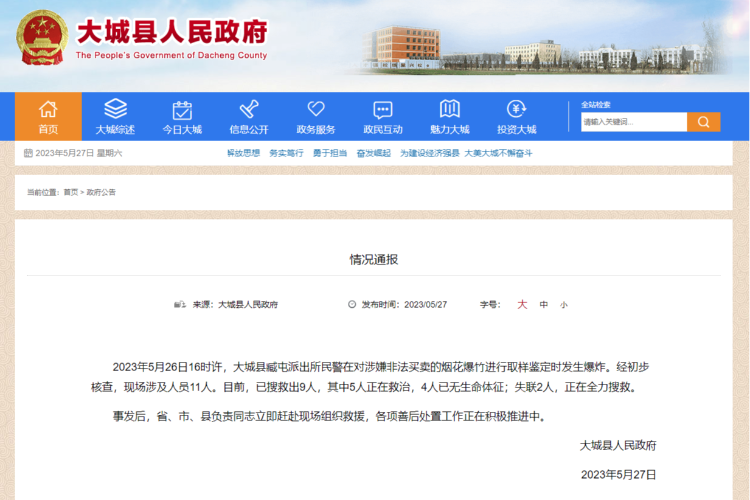 大城县人民政府
The People's Government of Dacheng County
首页 大城综述 今日大城 信息公开 政务服务 政民互动 魅力大城 投资大城
全站检索
请输入关键词...
2023年5月27日 星期六 解放思想 务实笃行 勇于担当 奋发崛起 为建设经济强县 大美大城不懈奋斗
当前位置：首页 > 政府公告
情况通报
来源：大城县人民政府 发布时间：2023/05/27 字号： 大 中 小
2023年5月26日16时许，大城县臧屯派出所民警在对涉嫌非法买卖的烟花爆竹进行取样鉴定时发生爆炸。经初步
核查，现场涉及人员11人。目前，已搜救出9人，其中5人正在救治，4人已无生命体征；失联2人，正在全力搜救。
事发后，省、市、县负责同志立即赶赴现场组织救援，各项善后处置工作正在积极推进中。
大城县人民政府
2023年5月27日